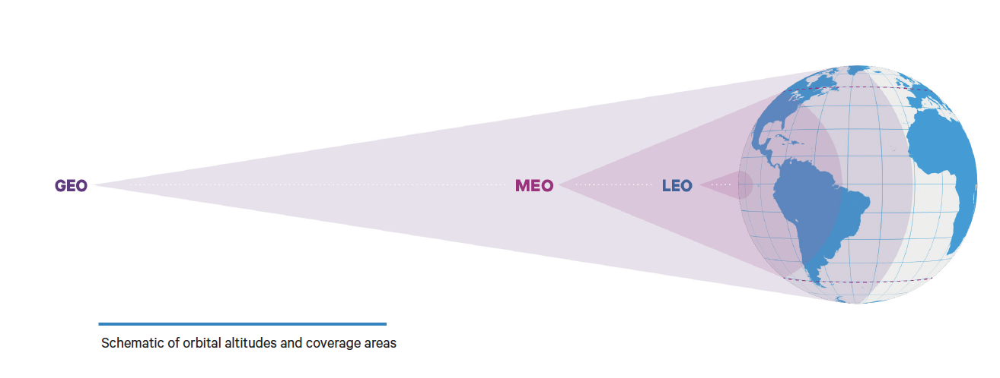 GEO
MEO
LEO
Schematic of orbital altitudes and coverage areas